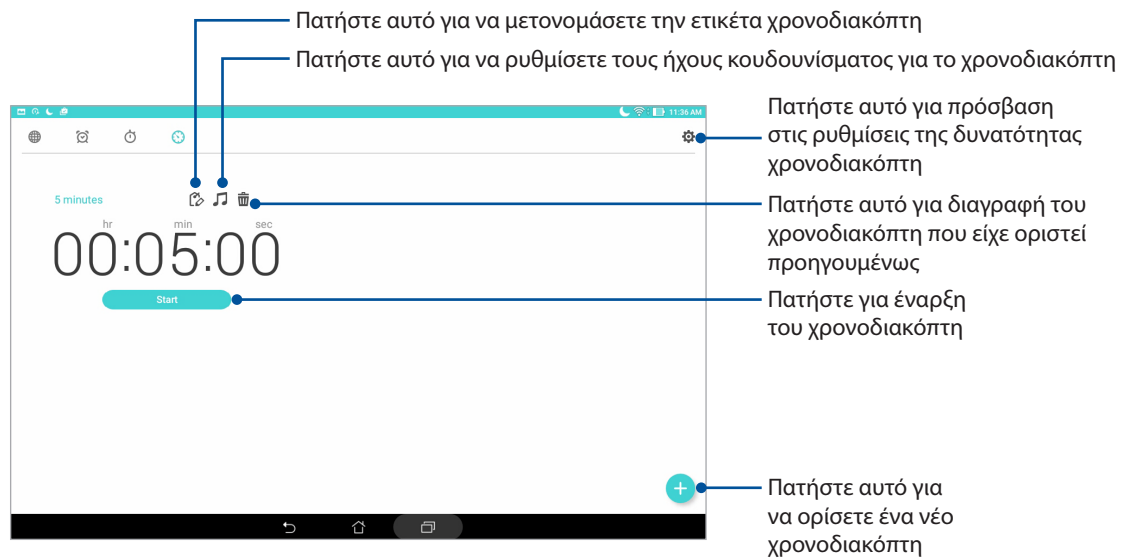 Πατήστε αυτό για να μετονομάσετε την ετικέτα χρονοδιακόπτη
Πατήστε αυτό για να ρυθμίσετε τους ήχους κουδουνίσματος για το χρονοδιακόπτη
11:36 AM
Πατήστε αυτό για πρόσβαση
στις ρυθμίσεις της δυνατότητας
χρονοδιακόπτη
5 minutes
hr min sec
00:05:00
Start
Πατήστε αυτό για διαγραφή του
χρονοδιακόπτη που είχε οριστεί
προηγουμένως
Πατήστε για έναρξη
του χρονοδιακόπτη
Πατήστε αυτό για
να ορίσετε ένα νέο
χρονοδιακόπτη